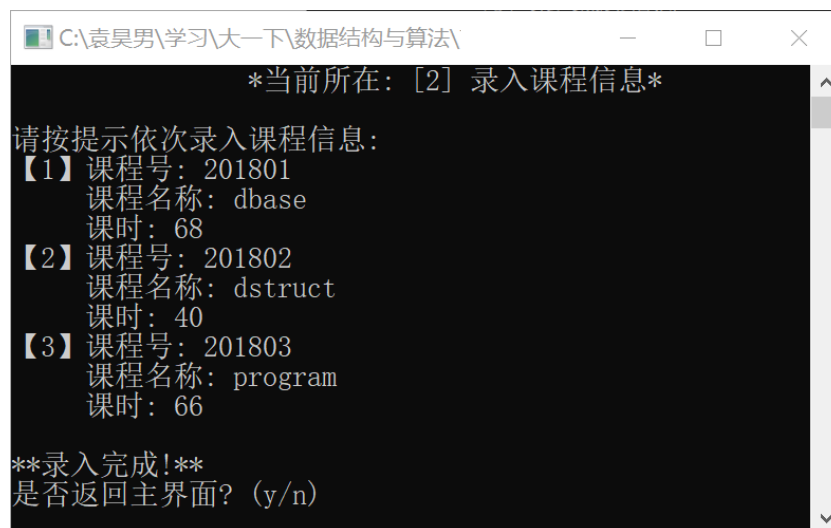 C:\袁昊男\学习\大一下\数据结构与算法\
*当前所在: [2] 录入课程信息*
请按提示依次录入课程信息:
【1】课程号: 201801
课程名称: dbase
课时: 68
【2】课程号: 201802
课程名称: dstruct
课时: 40
【3】课程号: 201803
课程名称: program
课时: 66
**录入完成!**
是否返回主界面? (y/n)